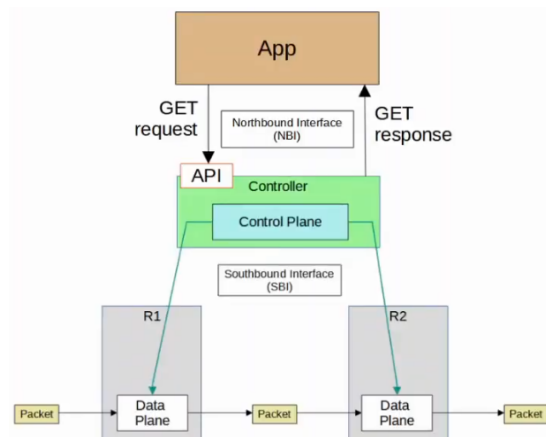 App
GET
request
Northbound Interface
(NBI)
GET
response
API
Controller
Control Plane
Southbound Interface
(SBI)
R1
R2
Packet
Data
Plane
Packet
Data
Plane
Packet